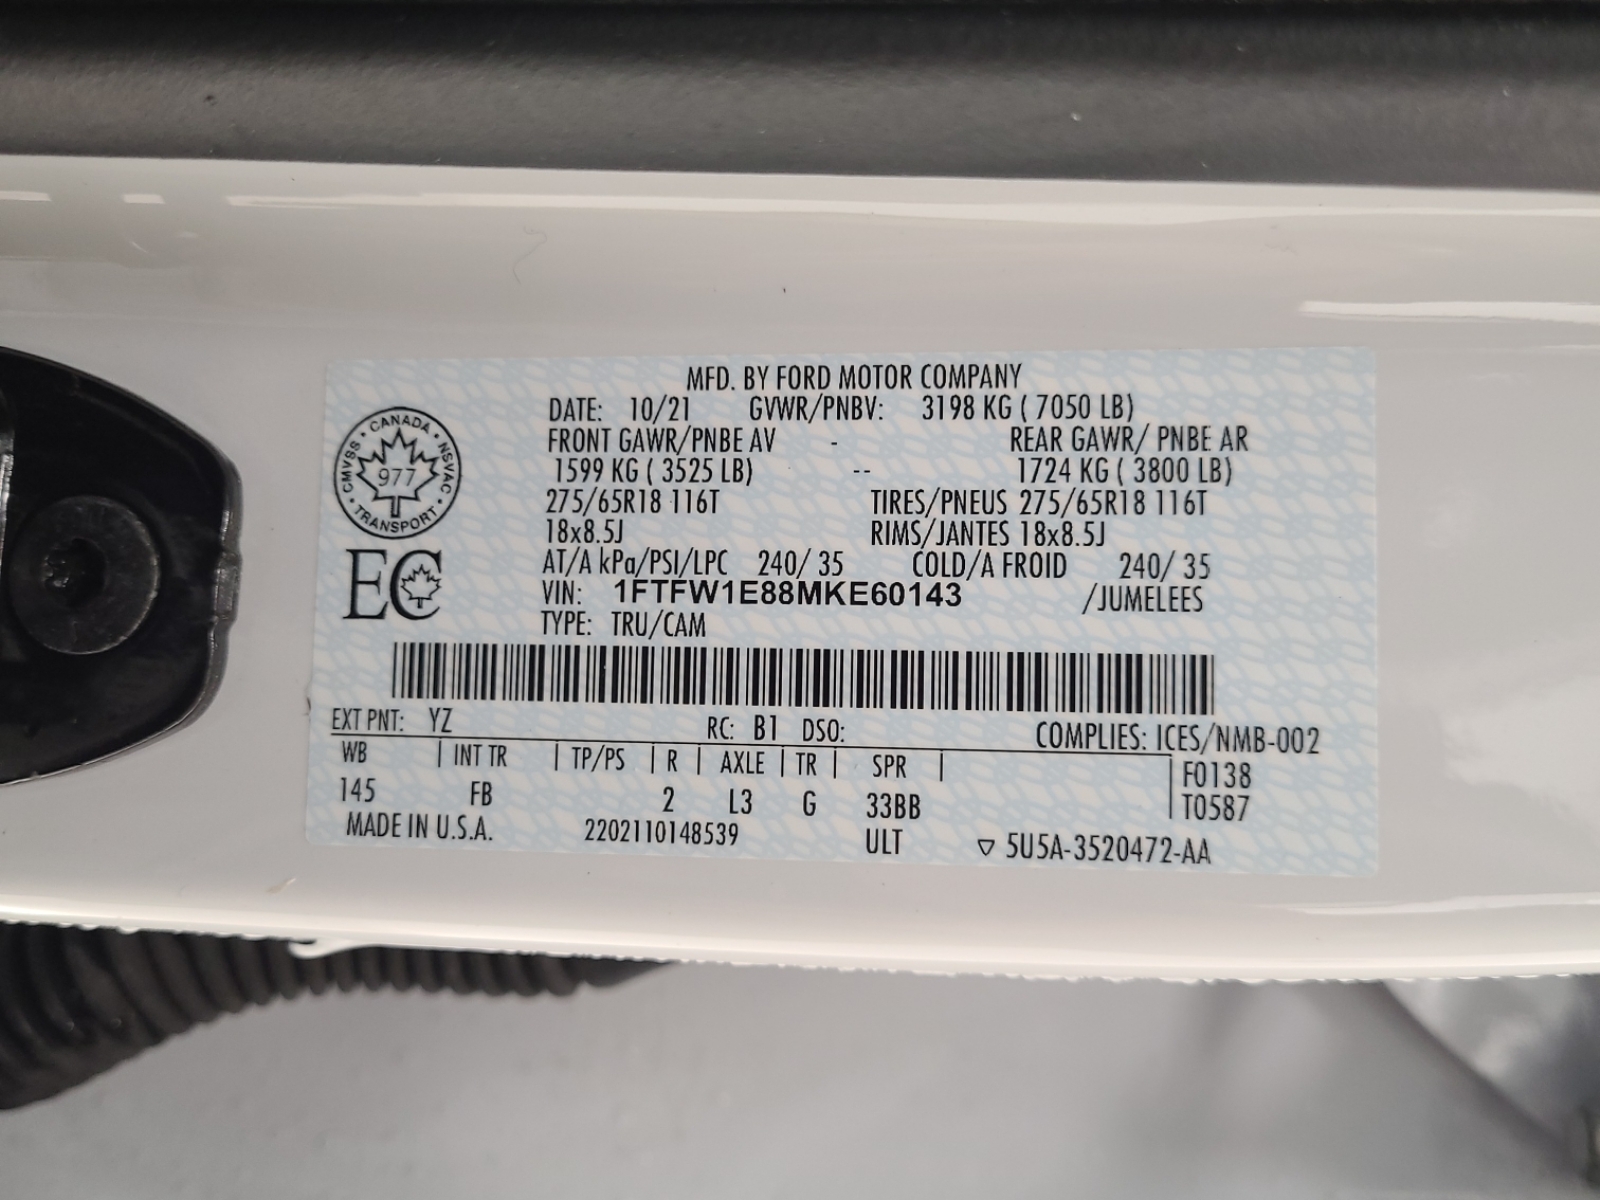 MFD. BY FORD MOTOR COMPANY
DATE: 10/21 GVWR/PNBV: 3198 KG ( 7050 LB)
FRONT GAWR/PNBE AV - REAR GAWR/ PNBE AR
1599 KG ( 3525 LB) -- 1724 KG ( 3800 LB)
275/65R18 116T TIRES/PNEUS 275/65R18 116T
18x8.5J RIMS/JANTES 18x8.5J
AT/A kPa/PSI/LPC 240/ 35 COLD/A FROID 240/ 35
VIN: 1FTFW1E88MKE60143 /JUMELEES
TYPE: TRU/CAM
CANADA
CMVSS • NSVAC
977
TRANSPORT
EC
EXT PNT: YZ RC: B1 DSO: COMPLIES: ICES/NMB-002
WB | INT TR | TP/PS | R | AXLE | TR | SPR | F0138
145 FB 2 L3 G 33BB T0587
MADE IN U.S.A. 2202110148539 ULT ▽ 5U5A-3520472-AA